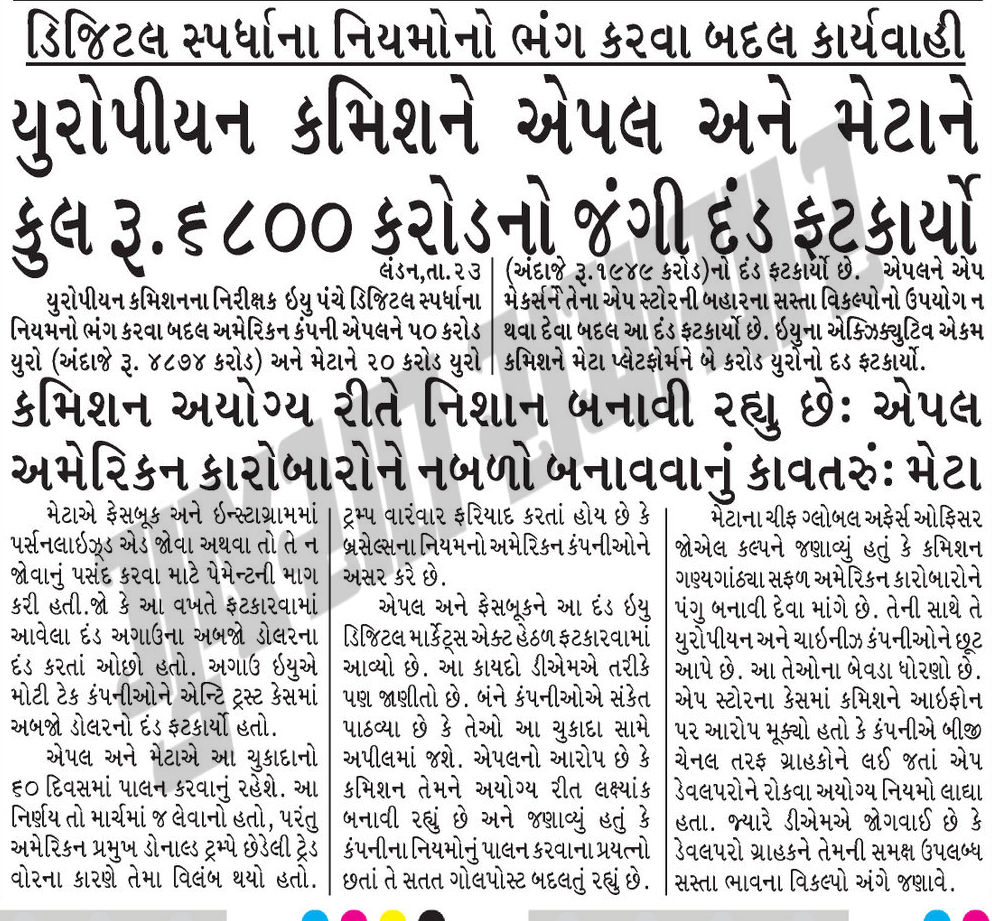 ડિજિટલ સ્પર્ધાના નિયમોનો ભંગ કરવા બદલ કાર્યવાહી
યુરોપીયન કમિશને એપલ અને મેટાને
કુલ રૂ.૬૮૦૦ કરોડનો જંગી દંડ ફટકાર્યો
લંડન,તા.૨૩
યુરોપીયન કમિશનના નિરીક્ષક ઇયુ પંચે ડિજિટલ સ્પર્ધાના
નિયમનો ભંગ કરવા બદલ અમેરિકન કંપની એપલને ૫૦ કરોડ
યુરો (અંદાજે રૂ. ૪૮૭૪ કરોડ) અને મેટાને ૨૦ કરોડ યુરો
(અંદાજે રૂ.૧૯૪૯ કરોડ)નો દંડ ફટકાર્યો છે. એપલને એપ
મેકર્સને તેના એપ સ્ટોરની બહારના સસ્તા વિકલ્પોનો ઉપયોગ ન
થવા દેવા બદલ આ દંડ ફટકાર્યો છે. ઇયુના એક્ઝિક્યુટિવ એકમ
કમિશને મેટા પ્લેટફોર્મને બે કરોડ યુરોનો દડ ફટકાર્યો.
કમિશન અયોગ્ય રીતે નિશાન બનાવી રહ્યુ છેઃ એપલ
અમેરિકન કારોબારોને નબળો બનાવવાનું કાવતરુંઃ મેટા
મેટાએ ફેસબૂક અને ઇન્સ્ટાગ્રામમાં
પર્સનલાઇઝ્ડ એડ જોવા અથવા તો તે ન
જોવાનું પસંદ કરવા માટે પેમેન્ટની માગ
કરી હતી.જો કે આ વખતે ફટકારવામાં
આવેલા દંડ અગાઉના અબજો ડોલરના
દંડ કરતાં ઓછો હતો. અગાઉ ઇયુએ
મોટી ટેક કંપનીઓને એન્ટિ ટ્રસ્ટ કેસમાં
અબજો ડોલરનો દંડ ફટકાર્યો હતો.
એપલ અને મેટાએ આ ચુકાદાનો
૬૦ દિવસમાં પાલન કરવાનું રહેશે. આ
નિર્ણય તો માર્ચમાં જ લેવાનો હતો, પરંતુ
અમેરિકન પ્રમુખ ડોનાલ્ડ ટ્રમ્પે છેડેલી ટ્રેડ
વોરના કારણે તેમા વિલંબ થયો હતો.
ટ્રમ્પ વારંવાર ફરિયાદ કરતાં હોય છે કે
બ્રસેલ્સના નિયમનો અમેરિકન કંપનીઓને
અસર કરે છે.
એપલ અને ફેસબૂકને આ દંડ ઇયુ
ડિજિટલ માર્કેટ્સ એક્ટ હેઠળ ફટકારવામાં
આવ્યો છે. આ કાયદો ડીએમએ તરીકે
પણ જાણીતો છે. બંને કંપનીઓએ સંકેત
પાઠવ્યા છે કે તેઓ આ ચુકાદા સામે
અપીલમાં જશે. એપલનો આરોપ છે કે
કમિશન તેમને અયોગ્ય રીત લક્ષ્યાંક
બનાવી રહ્યું છે અને જણાવ્યું હતું કે
કંપનીના નિયમોનું પાલન કરવાના પ્રયત્નો
છતાં તે સતત ગોલપોસ્ટ બદલતું રહ્યું છે.
મેટાના ચીફ ગ્લોબલ અફેર્સ ઓફિસર
જોએલ કલ્પને જણાવ્યું હતું કે કમિશન
ગણ્યગાંઠ્યા સફળ અમેરિકન કારોબારોને
પંગુ બનાવી દેવા માંગે છે. તેની સાથે તે
યુરોપિયન અને ચાઇનીઝ કંપનીઓને છૂટ
આપે છે. આ તેઓના બેવડા ધોરણો છે.
એપ સ્ટોરના કેસમાં કમિશને આઇફોન
પર આરોપ મૂક્યો હતો કે કંપનીએ બીજી
ચેનલ તરફ ગ્રાહકોને લઈ જતાં એપ
ડેવલપરોને રોકવા અયોગ્ય નિયમો લાદ્યા
હતા. જ્યારે ડીએમએ જોગવાઈ છે કે
ડેવલપરો ગ્રાહકને તેમની સમક્ષ ઉપલબ્ધ
સસ્તા ભાવના વિકલ્પો અંગે જણાવે.